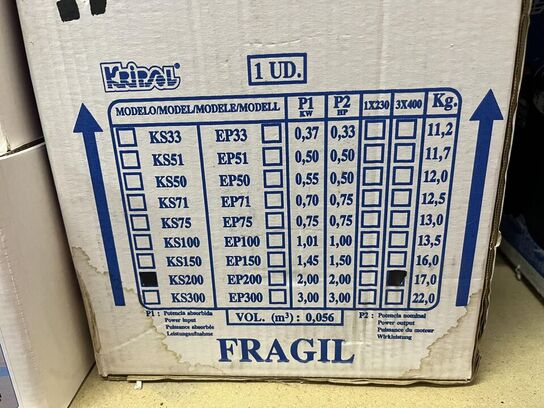 KRIPSOL
1 UD.
MODELO/MODEL/MODELE/MODELL P1 KW P2 HP 1X230 3X400 Kg.
KS33 EP33 0,37 0,33 11,2
KS51 EP51 0,50 0,50 11,7
KS50 EP50 0,55 0,50 12,0
KS71 EP71 0,70 0,75 12,5
KS75 EP75 0,75 0,75 13,0
KS100 EP100 1,01 1,00 13,5
KS150 EP150 1,45 1,50 16,0
KS200 EP200 2,00 2,00 17,0
KS300 EP300 3,00 3,00 22,0
P1 : Potencia absorbida
Power input
Puissance absorbée
Leistungsaufnahme
VOL. (m³) : 0,056
P2 : Potencia nominal
Power output
Puissance du moteur
Wirkleistung
FRAGIL